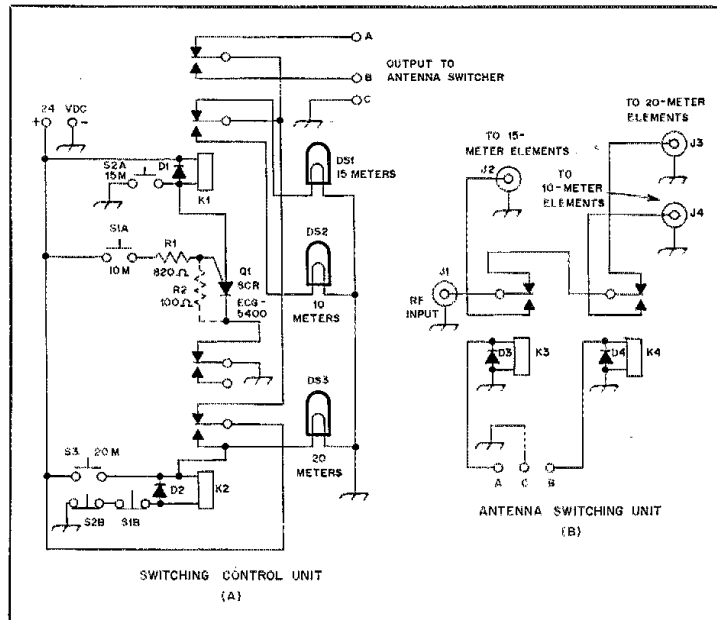 A
OUTPUT TO
ANTENNA SWITCHER
B
C
24 VDC
+ -
S2A
15M
D1
K1
DS1
15 METERS
S1A
10M
R1
820Ω
R2
100Ω
Q1
SCR
ECG-
5400
DS2
10
METERS
DS3
20
METERS
S3
20 M
D2
K2
S2B
S1B
SWITCHING CONTROL UNIT
(A)
TO 20-METER
ELEMENTS
J3
TO 15-
METER ELEMENTS
J2
TO
10-METER
ELEMENTS
J4
J1
RF
INPUT
D3
K3
D4
K4
A C B
ANTENNA SWITCHING UNIT
(B)